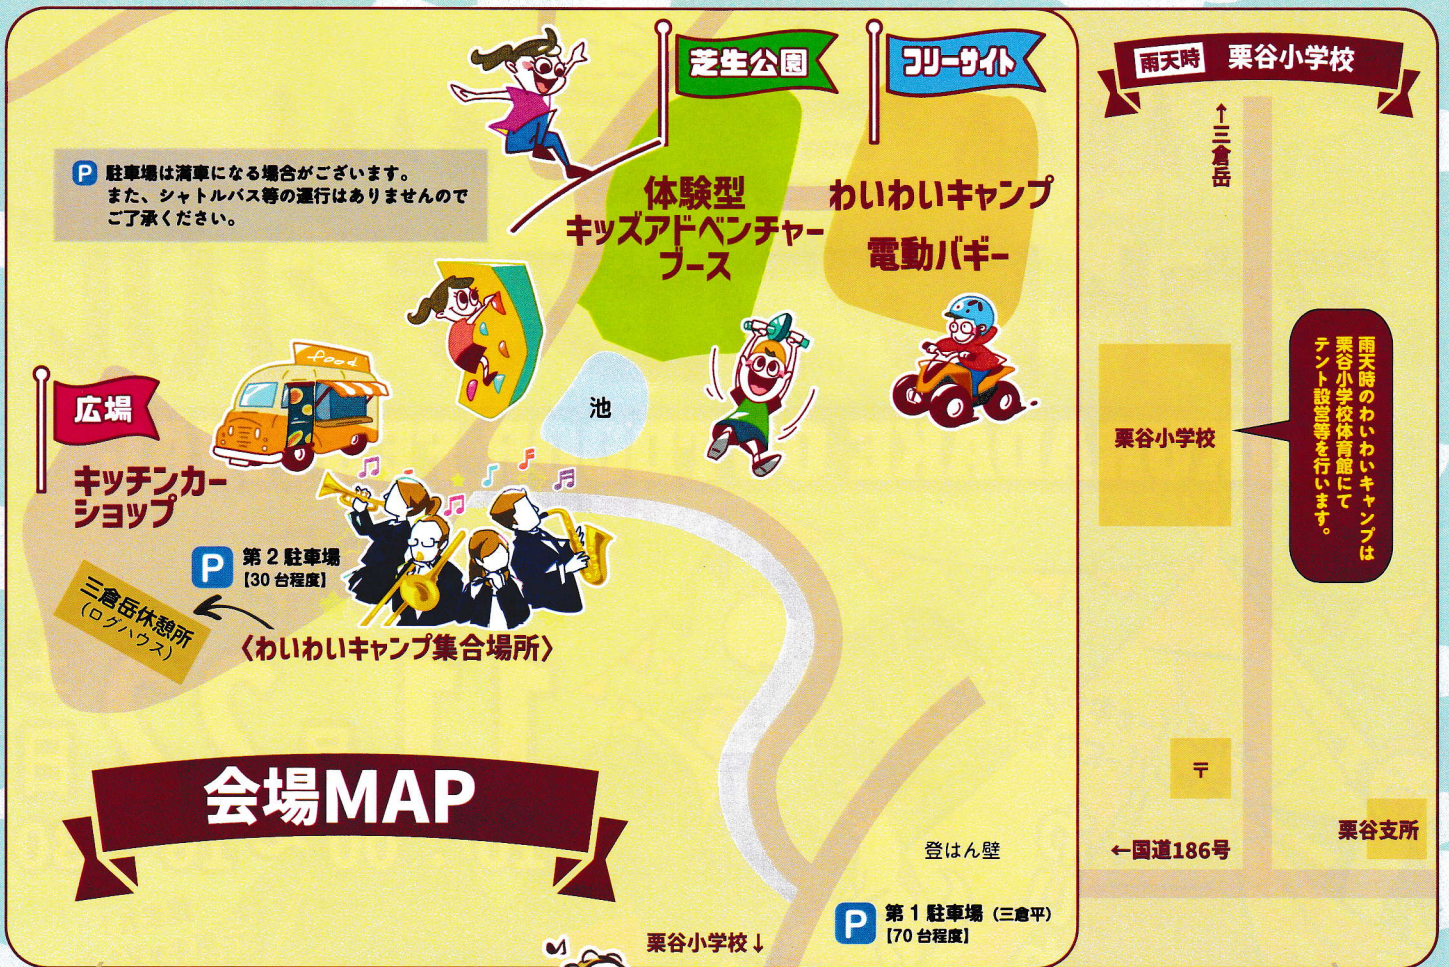 芝生公園
フリーサイト
P 駐車場は満車になる場合がございます。
また、シャトルバス等の運行はありませんので
ご了承ください。
体験型
キッズアドベンチャー
ブース
わいわいキャンプ
電動バギー
food
広場
キッチンカー
ショップ
池
P 第2駐車場
【30台程度】
三倉岳休憩所
(ログハウス)
〈わいわいキャンプ集合場所〉
会場MAP
登はん壁
P 第1駐車場(三倉平)
【70台程度】
栗谷小学校↓
雨天時 栗谷小学校
↑三倉岳
雨天時のわいわいキャンプは
栗谷小学校体育館にて
テント設営等を行います。
栗谷小学校
〒
栗谷支所
←国道186号